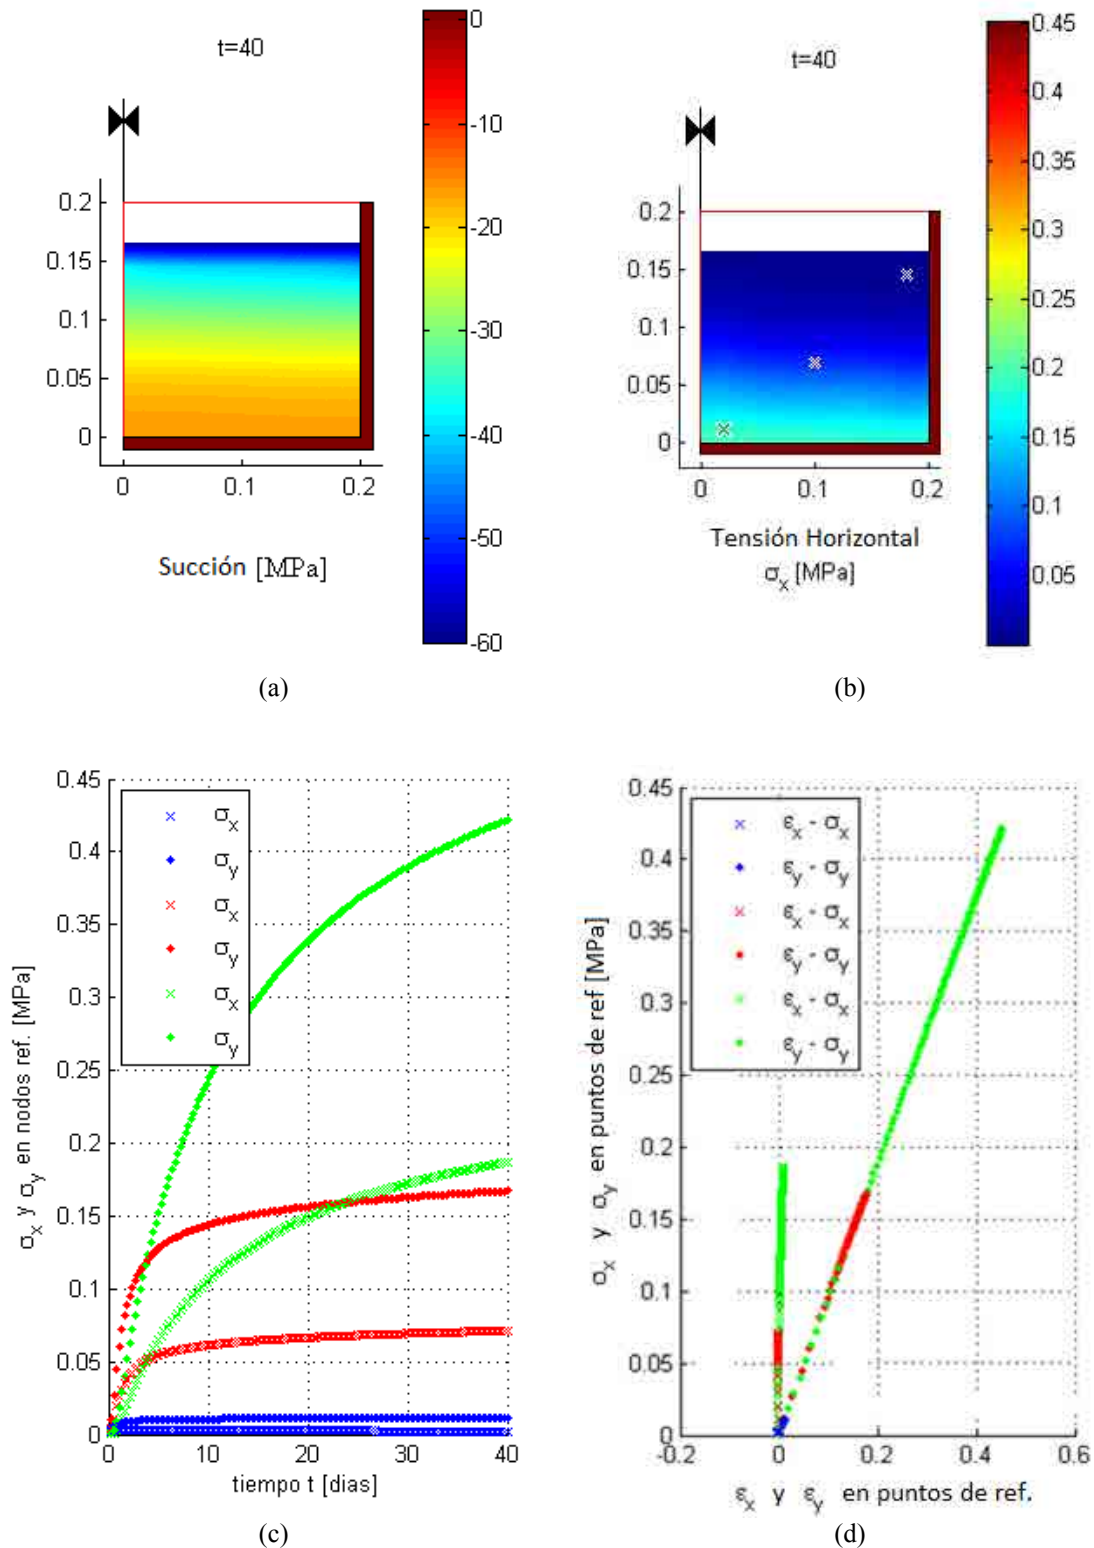 t=40
0
-10
-20
-30
-40
-50
-60
0.2
0.15
0.1
0.05
0
0
0.1
0.2
Succión [MPa]
(a)
t=40
0.45
0.4
0.35
0.3
0.25
0.2
0.15
0.1
0.05
0.2
0.15
0.1
0.05
0
0
0.1
0.2
Tensión Horizontal
σx [MPa]
(b)
0.45
0.4
0.35
0.3
0.25
0.2
0.15
0.1
0.05
0
σx y σy en nodos ref. [MPa]
σx
σy
σx
σy
σx
σy
0
10
20
30
40
tiempo t [dias]
(c)
0.45
0.4
0.35
0.3
0.25
0.2
0.15
0.1
0.05
0
σx y σy en puntos de ref [MPa]
εx - σx
εy - σy
εx - σx
εy - σy
εx - σx
εy - σy
-0.2
0
0.2
0.4
0.6
εx y εy en puntos de ref.
(d)